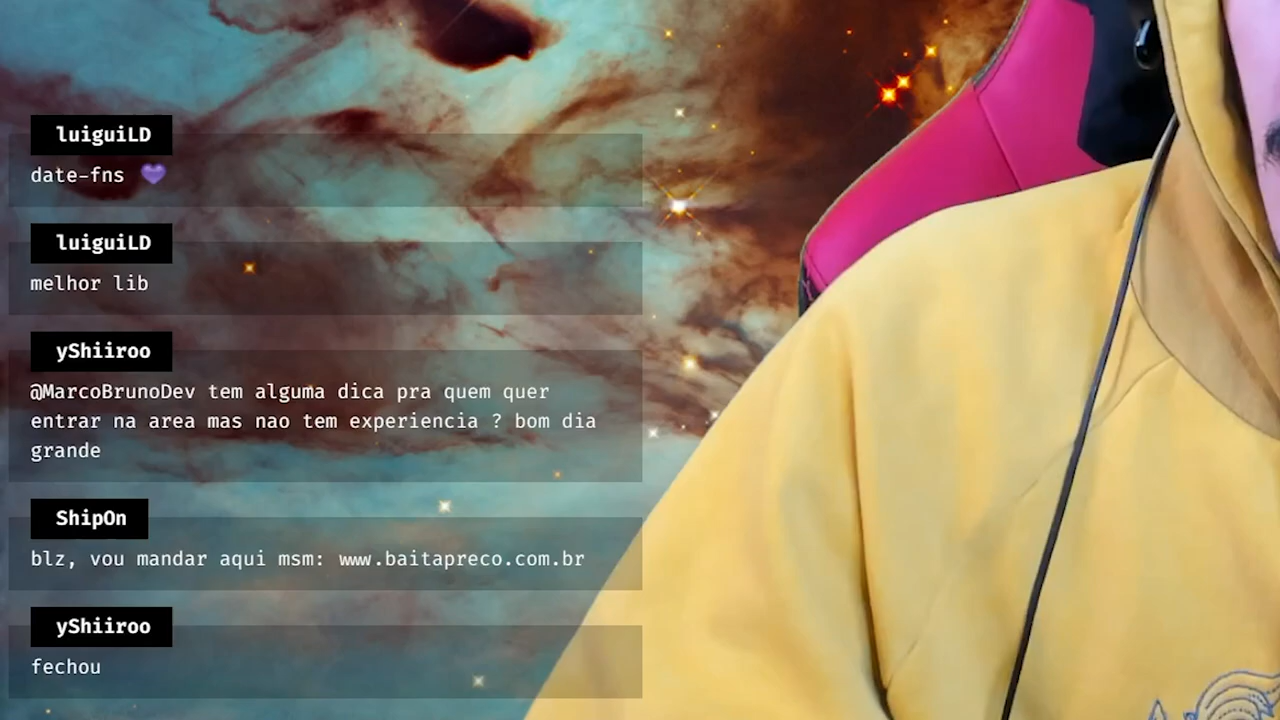 luiguiLD
date-fns 💜
luiguiLD
melhor lib
yShiiroo
@MarcoBrunoDev tem alguma dica pra quem quer
entrar na area mas nao tem experiencia ? bom dia
grande
ShipOn
blz, vou mandar aqui msm: www.baitapreco.com.br
yShiiroo
fechou